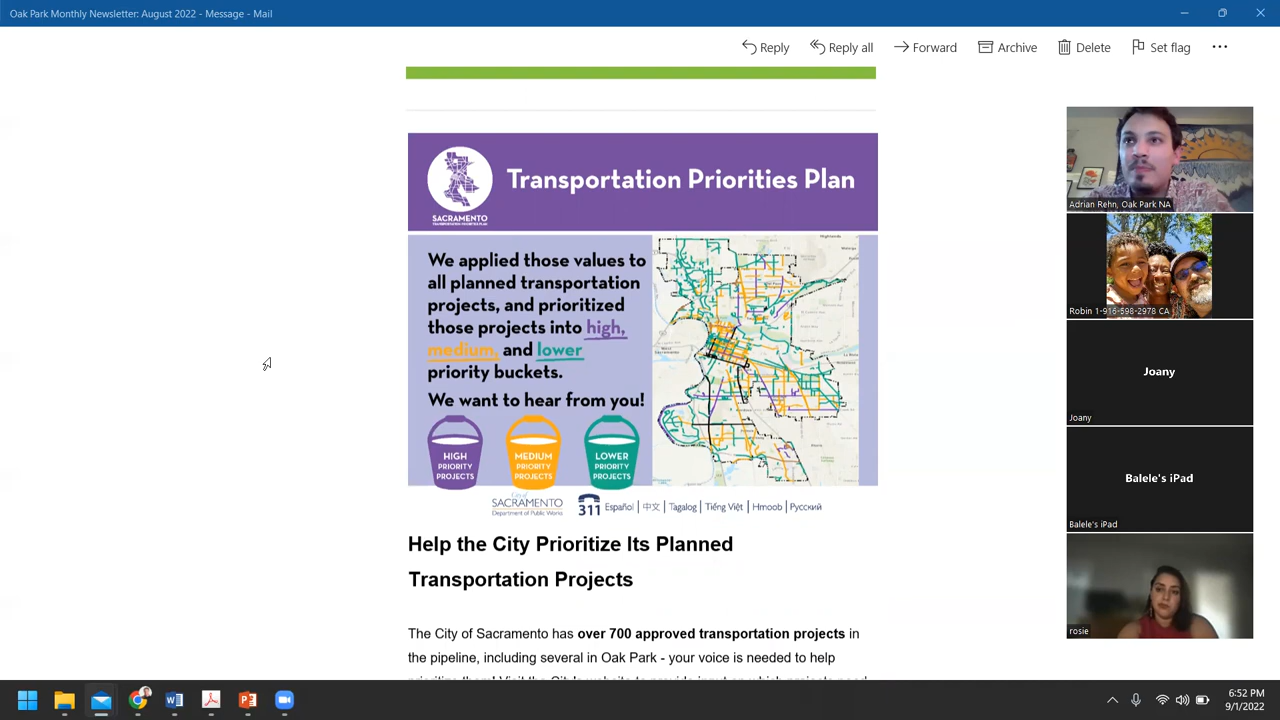 Oak Park Monthly Newsletter: August 2022 - Message - Mail
Reply
Reply all
Forward
Archive
Delete
Set flag
Transportation Priorities Plan
SACRAMENTO
TRANSPORTATION PRIORITIES PLAN
We applied those values to
all planned transportation
projects, and prioritized
those projects into high,
medium, and lower
priority buckets.
We want to hear from you!
HIGH
PRIORITY
PROJECTS
MEDIUM
PRIORITY
PROJECTS
LOWER
PRIORITY
PROJECTS
City of
SACRAMENTO
Department of Public Works
311 Español | 中文 | Tagalog | Tiếng Việt | Hmoob | Русский
Help the City Prioritize Its Planned
Transportation Projects
The City of Sacramento has over 700 approved transportation projects in
the pipeline, including several in Oak Park - your voice is needed to help
Adrian Rehn, Oak Park NA
Robin 1-916-598-2978 CA
Joany
Joany
Balele's iPad
Balele's iPad
rosie
6:52 PM
9/1/2022